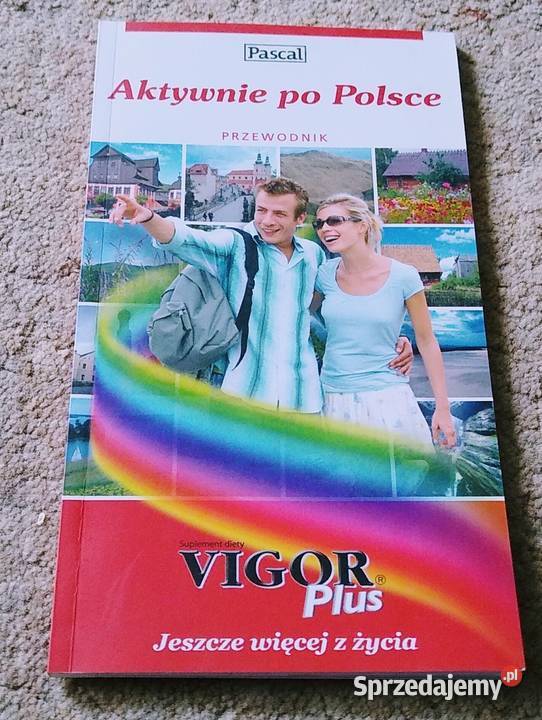 Pascal
Aktywnie po Polsce
PRZEWODNIK
Suplement diety
VIGOR®
Plus
Jeszcze więcej z życia
Sprzedajemy.pl